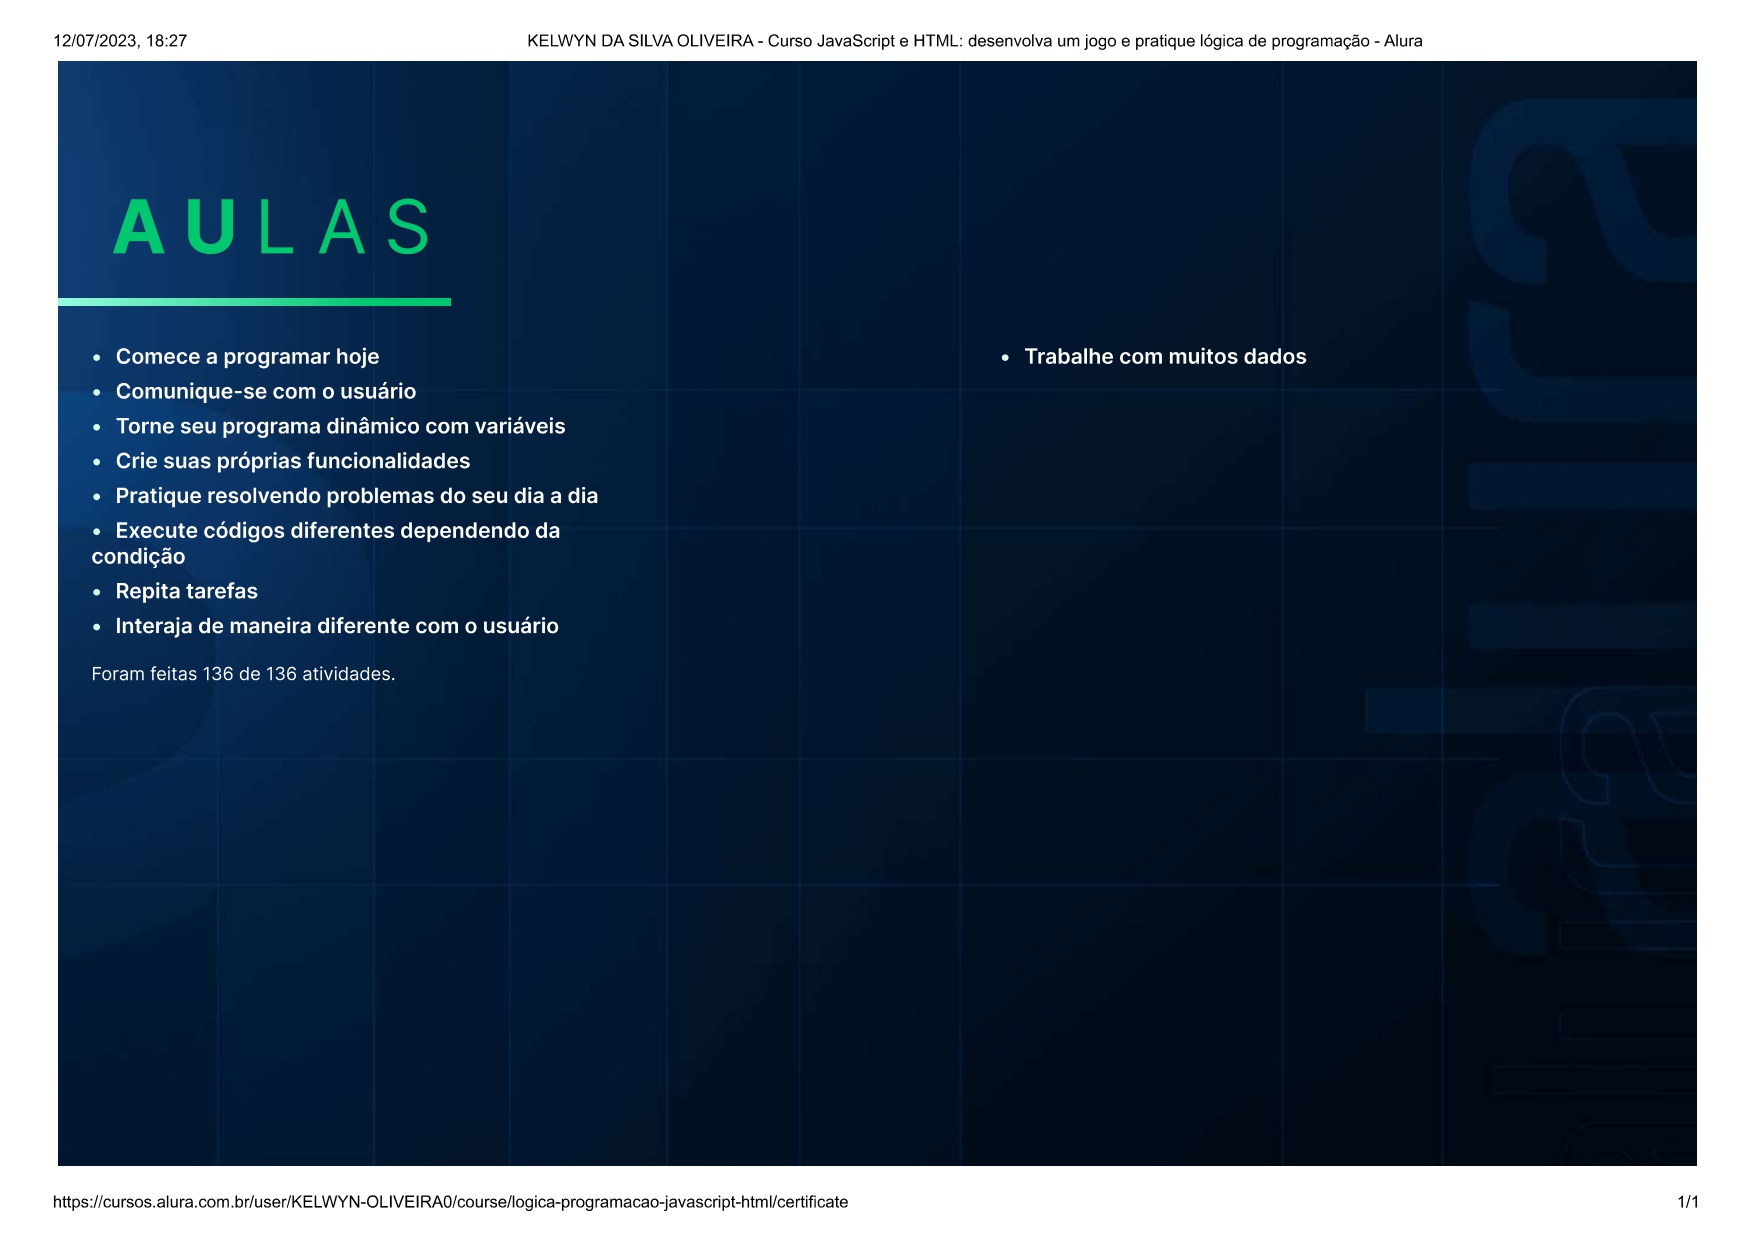 12/07/2023, 18:27
KELWYN DA SILVA OLIVEIRA - Curso JavaScript e HTML: desenvolva um jogo e pratique lógica de programação - Alura
AULAS
• Comece a programar hoje
• Comunique-se com o usuário
• Torne seu programa dinâmico com variáveis
• Crie suas próprias funcionalidades
• Pratique resolvendo problemas do seu dia a dia
• Execute códigos diferentes dependendo da
condição
• Repita tarefas
• Interaja de maneira diferente com o usuário
• Trabalhe com muitos dados
Foram feitas 136 de 136 atividades.
alura
https://cursos.alura.com.br/user/KELWYN-OLIVEIRA0/course/logica-programacao-javascript-html/certificate
1/1